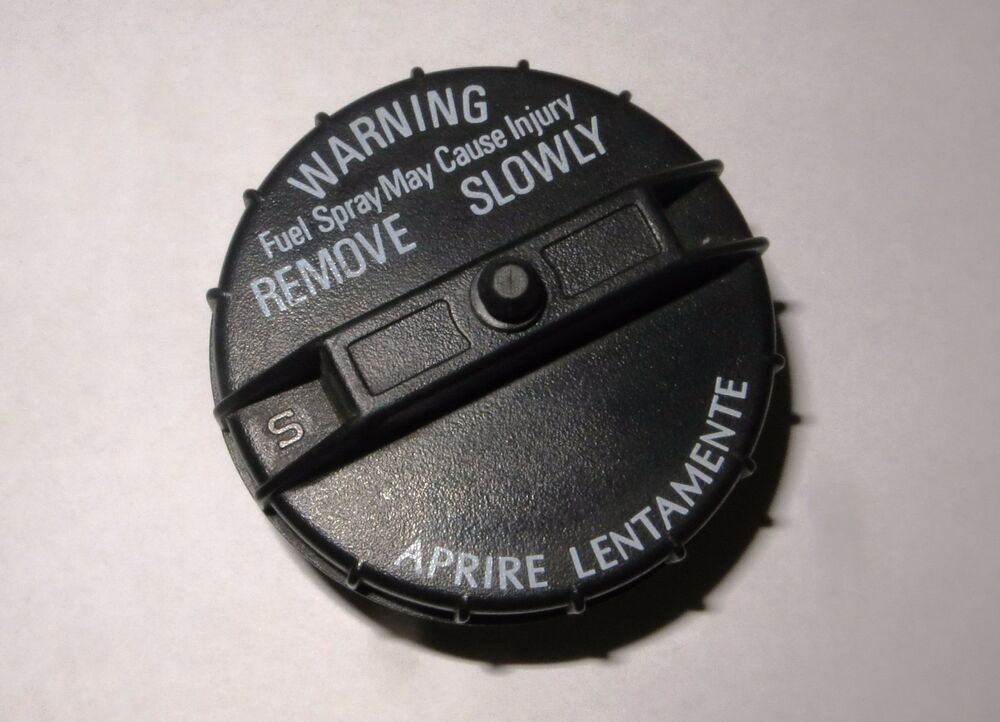 WARNING
Fuel Spray May Cause Injury
REMOVE SLOWLY
S
APRIRE LENTAMENTE